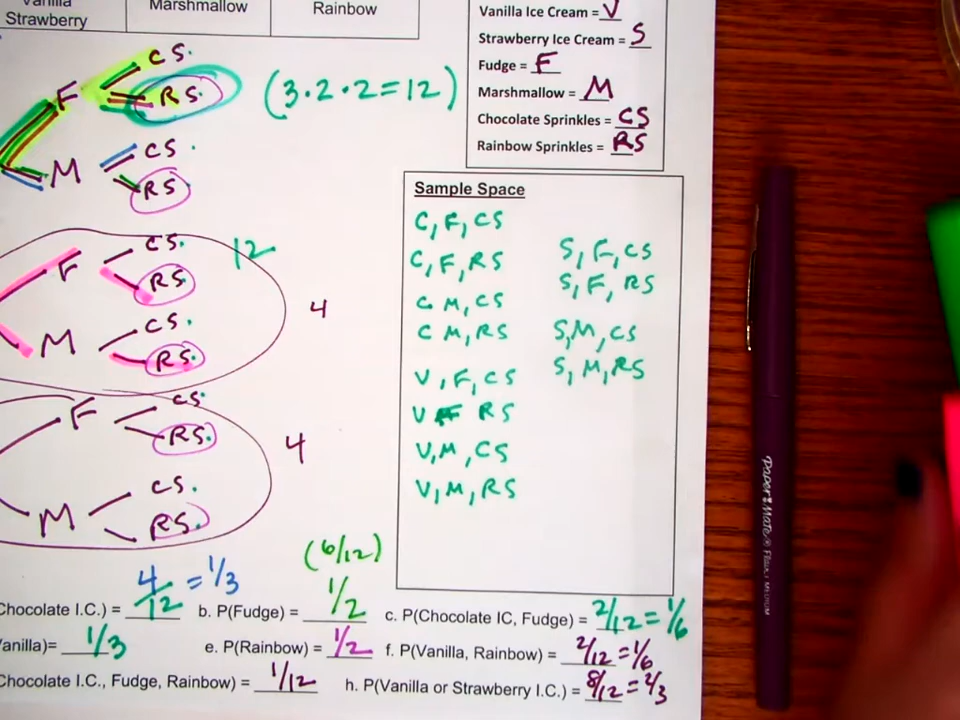 Vanilla
Strawberry
Marshmallow
Rainbow
Vanilla Ice Cream = V
Strawberry Ice Cream = S
Fudge = F
Marshmallow = M
Chocolate Sprinkles = CS
Rainbow Sprinkles = RS
F
CS
RS
(3·2·2=12)
M
CS
RS
F
CS
RS
12
M
CS
RS
4
F
CS
RS
4
M
CS
RS
Sample Space
C, F, CS
C, F, RS
C M, CS
C M, RS
V, F, CS
V F RS
V, M, CS
V, M, RS
S, F, CS
S, F, RS
S, M, CS
S, M, RS
Chocolate I.C.) = 4/12 = 1/3
b. P(Fudge) = (6/12) 1/2
c. P(Chocolate IC, Fudge) = 2/12 = 1/6
anilla)= 1/3
e. P(Rainbow) = 1/2
f. P(Vanilla, Rainbow) = 2/12 = 1/6
Chocolate I.C., Fudge, Rainbow) = 1/12
h. P(Vanilla or Strawberry I.C.) = 8/12 = 2/3
Paper Mate